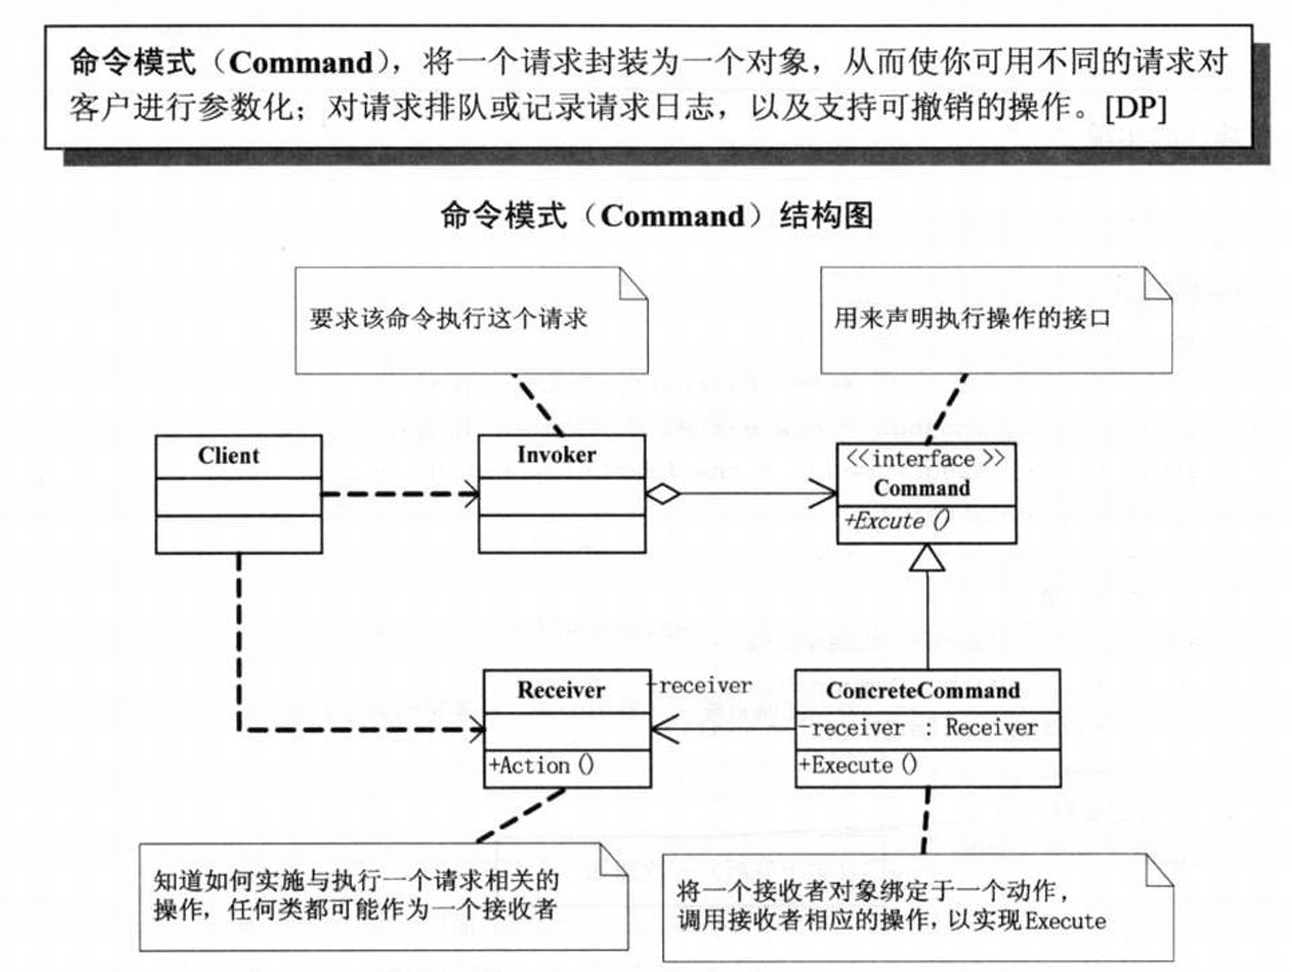 命令模式（Command），将一个请求封装为一个对象，从而使你可用不同的请求对
客户进行参数化；对请求排队或记录请求日志，以及支持可撤销的操作。[DP]
命令模式（Command）结构图
要求该命令执行这个请求
用来声明执行操作的接口
Client
Invoker
<<interface >>
Command
+Excute ()
Receiver
-receiver
ConcreteCommand
-receiver : Receiver
+Action ()
+Execute ()
知道如何实施与执行一个请求相关的
操作，任何类都可能作为一个接收者
将一个接收者对象绑定于一个动作，
调用接收者相应的操作，以实现Execute